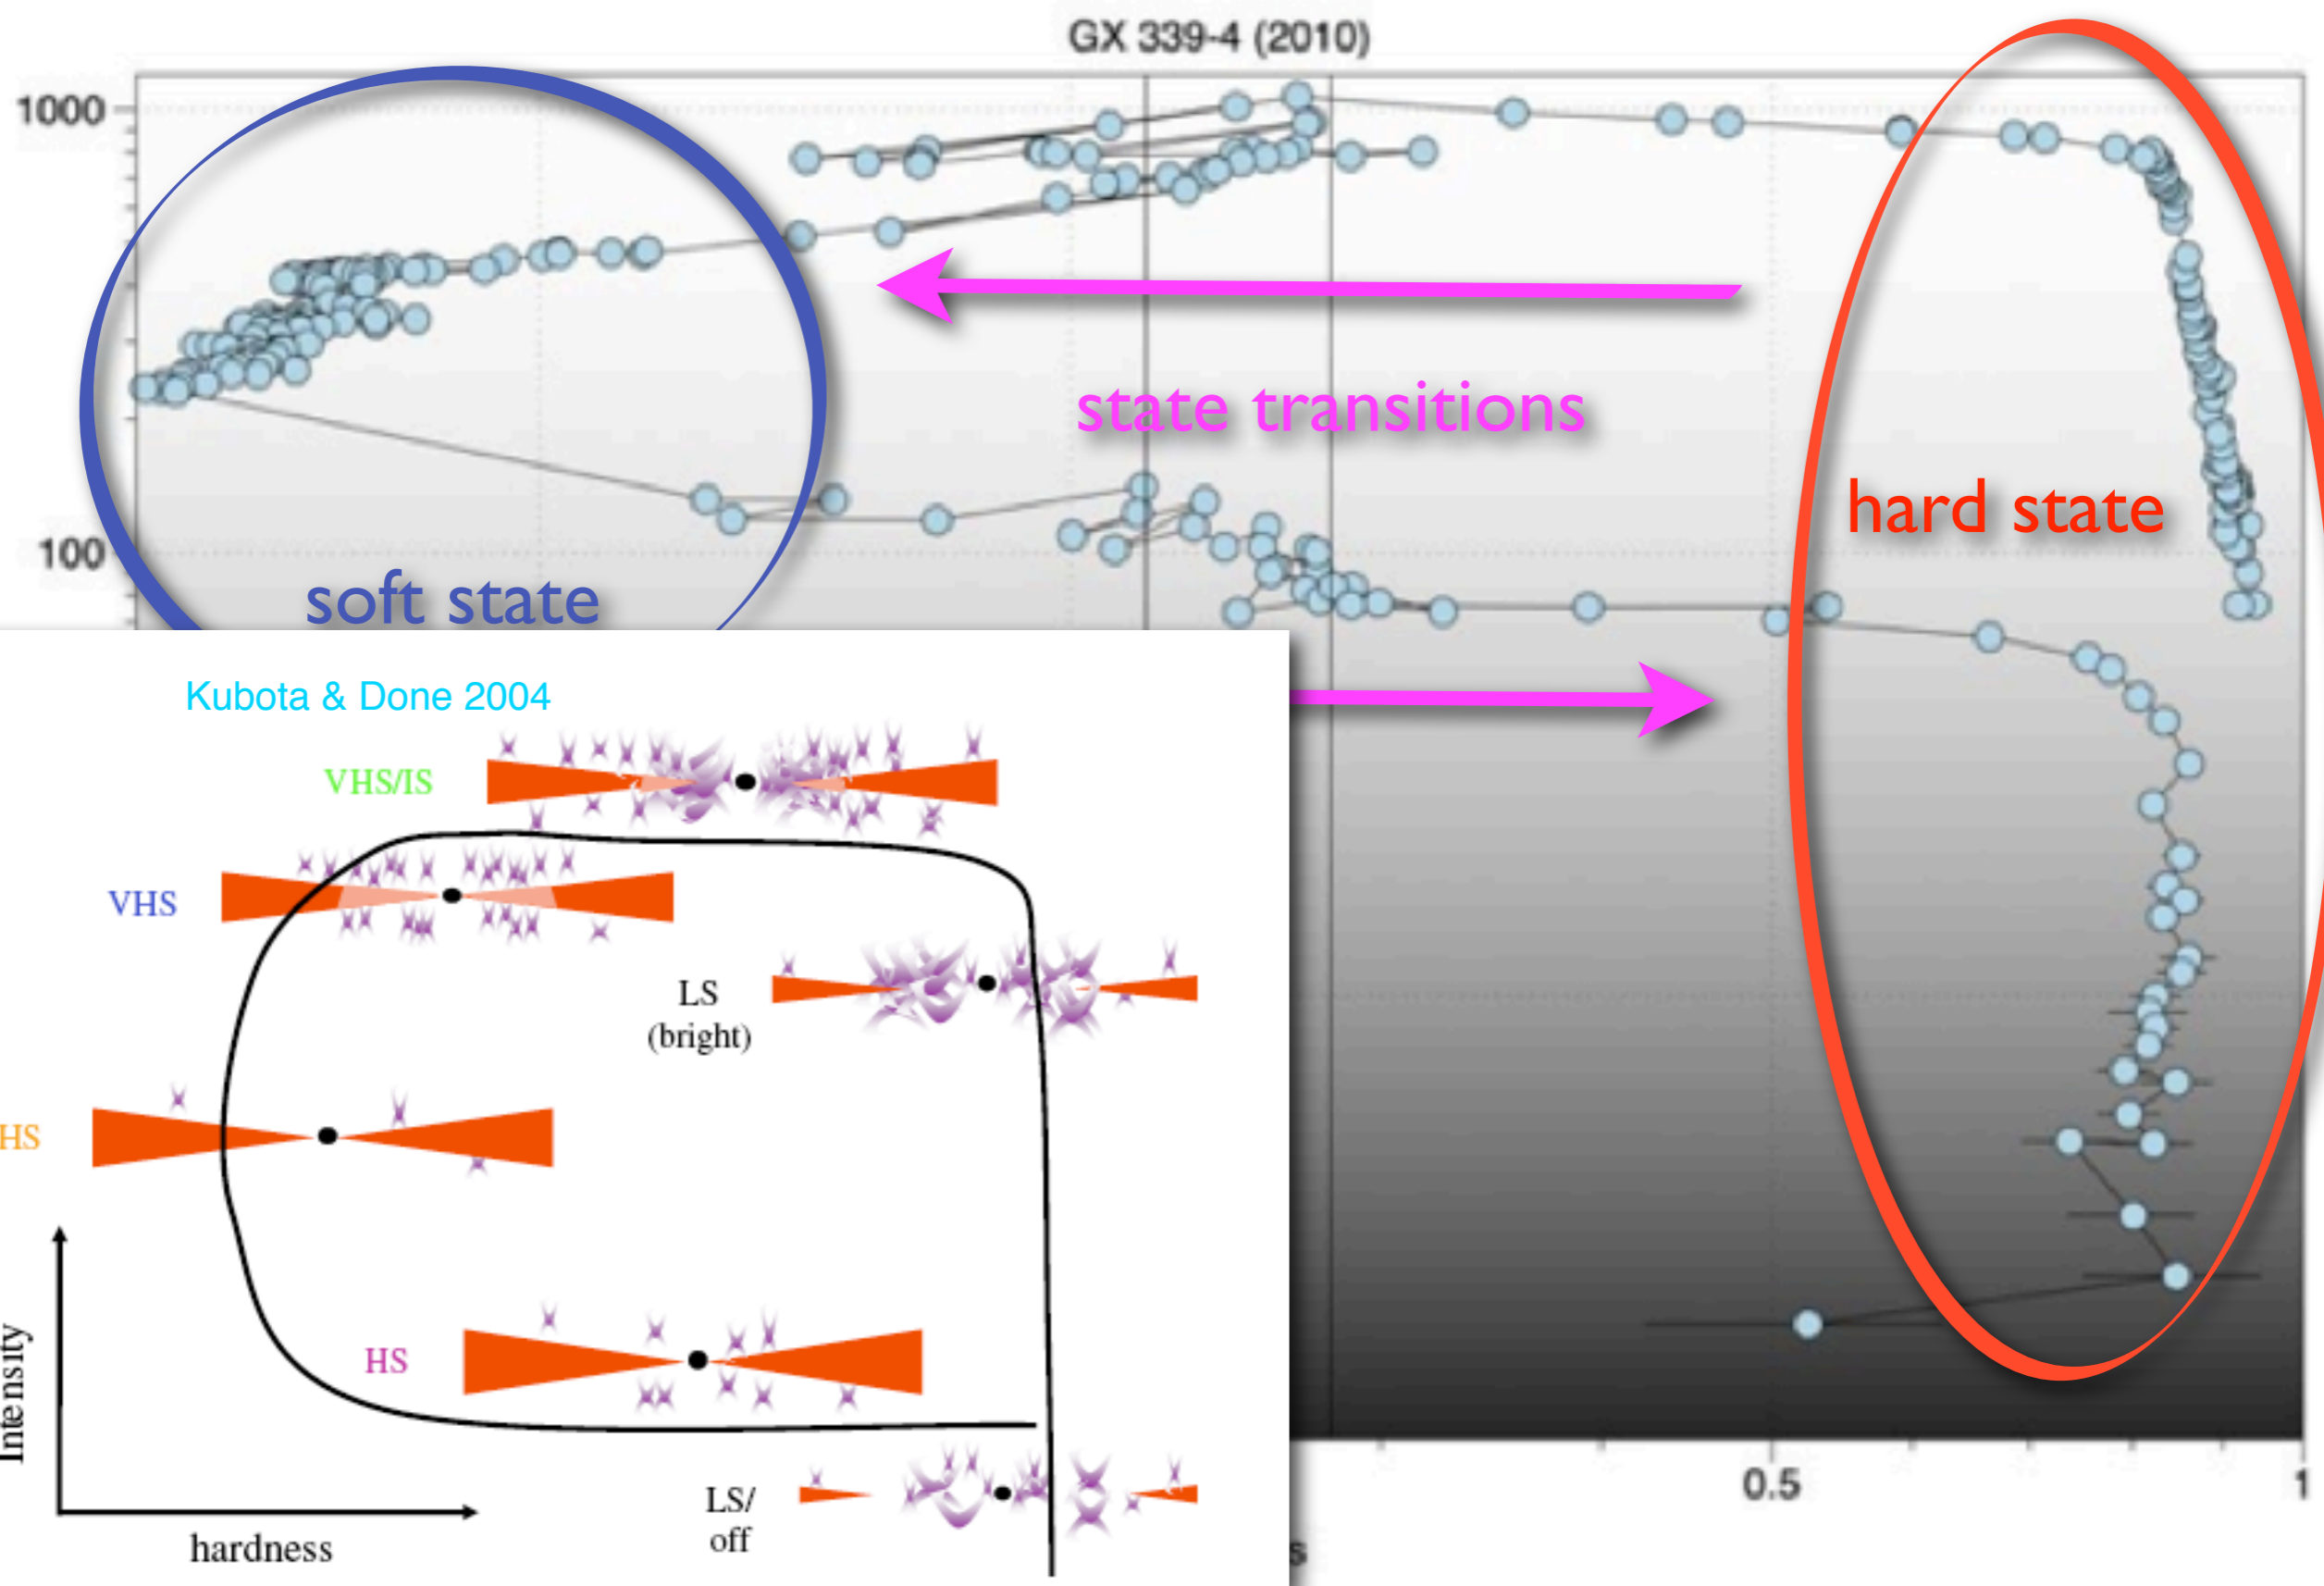 GX 339-4 (2010)
1000
state transitions
hard state
100
soft state
Kubota & Done 2004
VHS/IS
VHS
LS
(bright)
HS
HS
Intensity
LS/
off
hardness
0.5
1
s